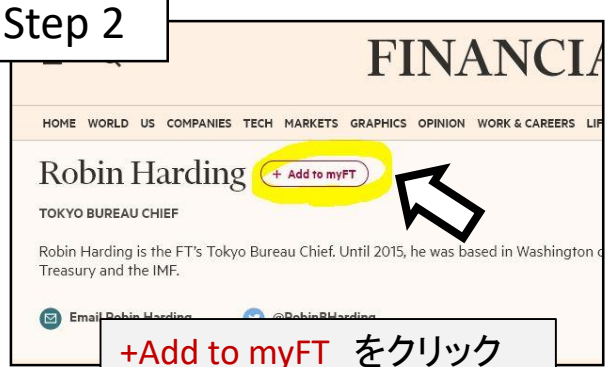 Step 2
FINANCIA
HOME WORLD US COMPANIES TECH MARKETS GRAPHICS OPINION WORK & CAREERS LIF
Robin Harding + Add to myFT
TOKYO BUREAU CHIEF
Robin Harding is the FT's Tokyo Bureau Chief. Until 2015, he was based in Washington
Treasury and the IMF.
Email Robin Harding @RobinBHarding
+Add to myFT をクリック